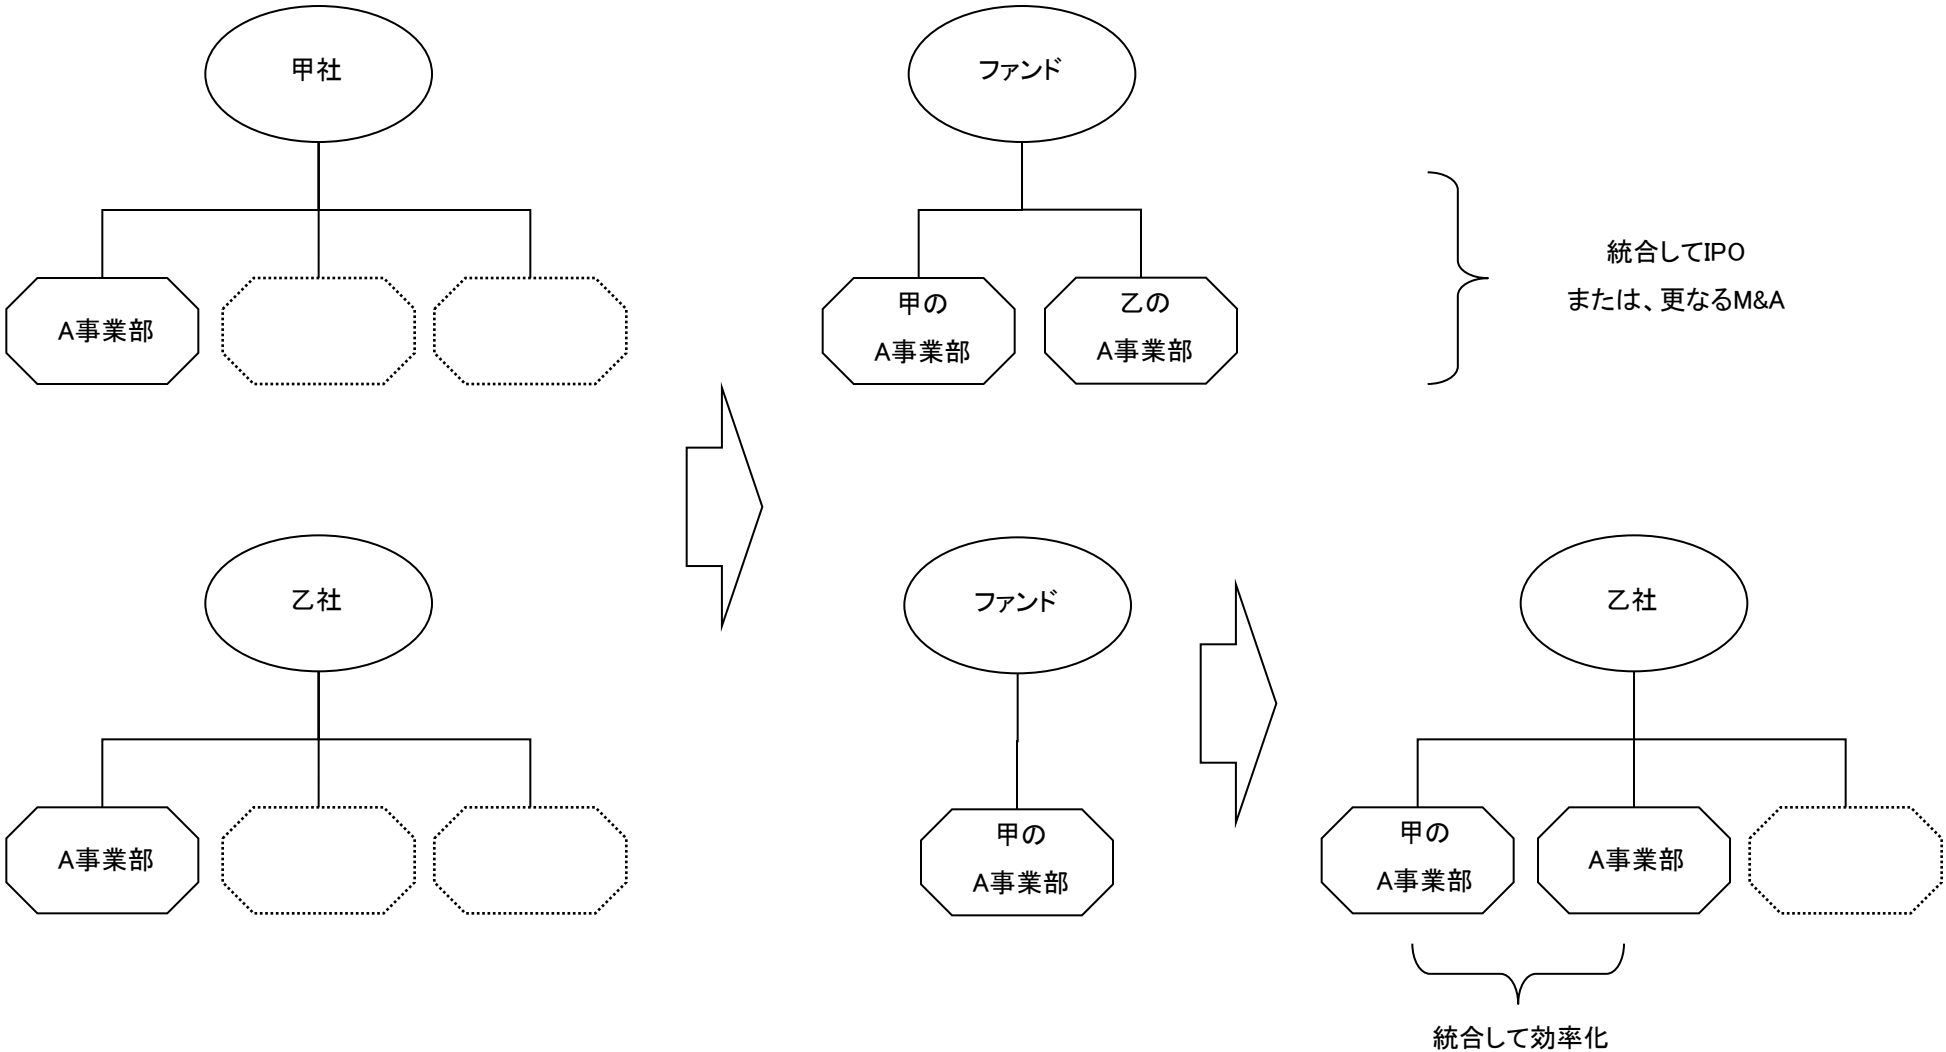 甲社
A事業部
ファンド
甲の
A事業部
乙の
A事業部
統合してIPO
または、更なるM&A
乙社
A事業部
ファンド
甲の
A事業部
乙社
甲の
A事業部
A事業部
統合して効率化